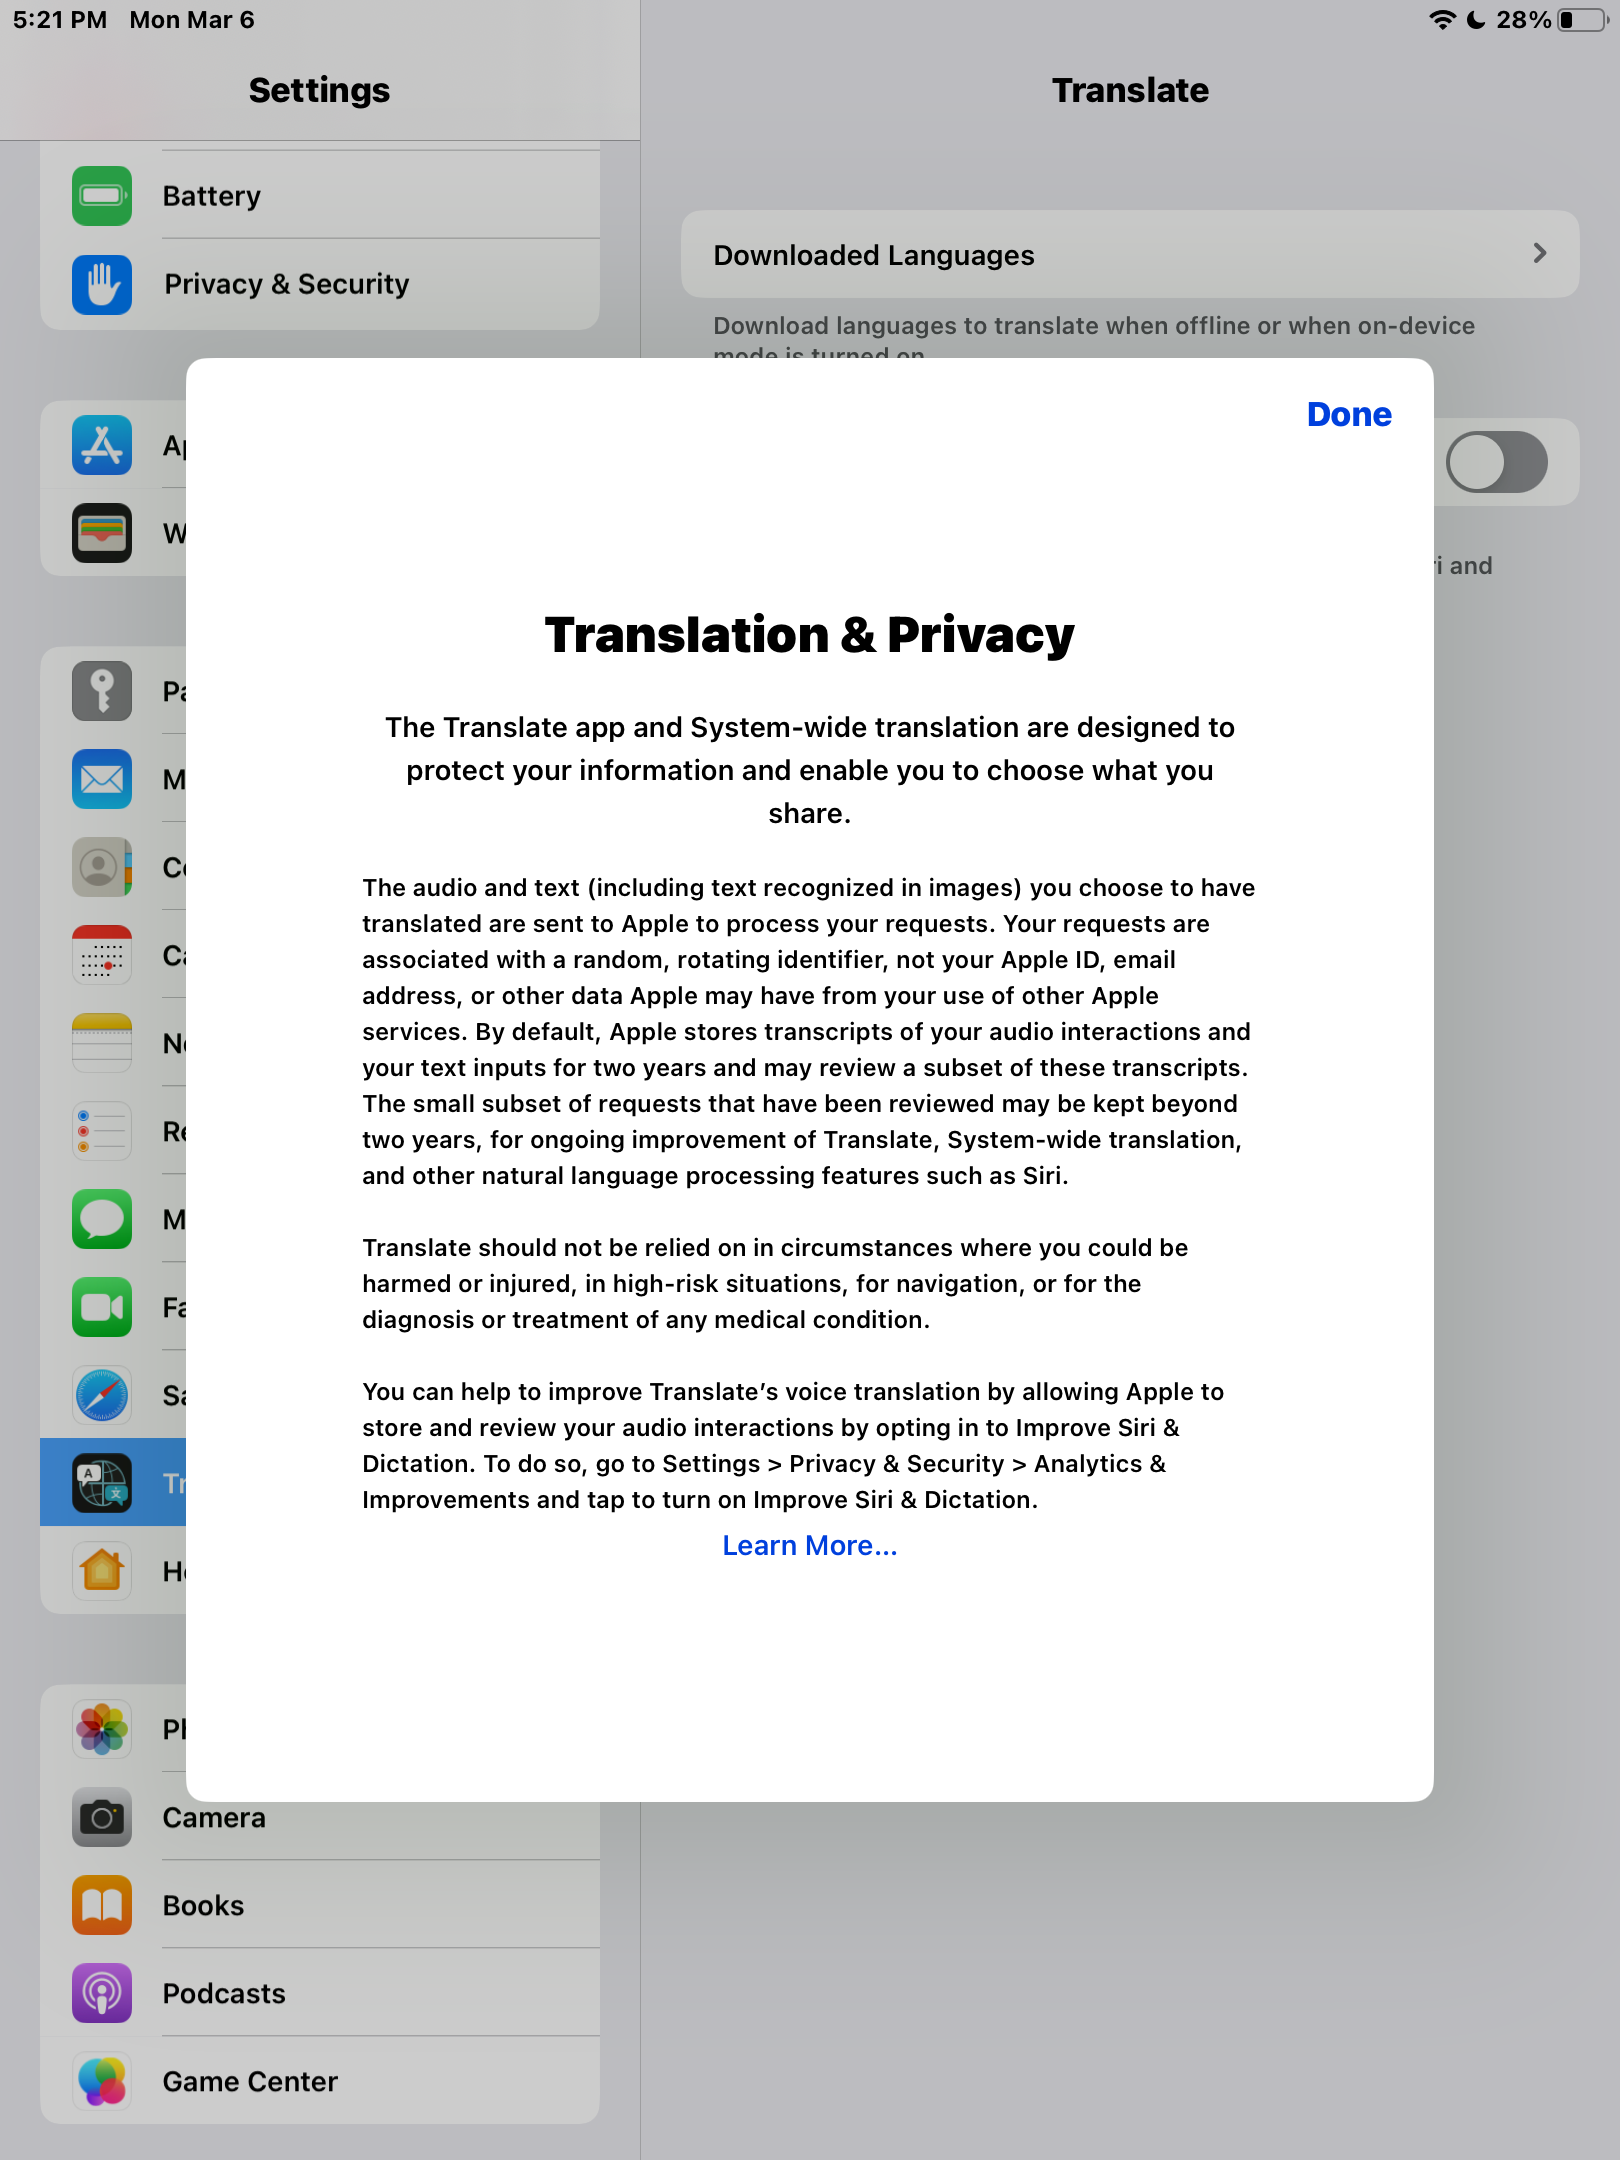 5:21 PM Mon Mar 6
28%
Settings
Battery
Privacy & Security
Camera
Books
Podcasts
Game Center
Translate
Downloaded Languages
Download languages to translate when offline or when on-device
mode is turned on
and
Done
Translation & Privacy
The Translate app and System-wide translation are designed to
protect your information and enable you to choose what you
share.
The audio and text (including text recognized in images) you choose to have
translated are sent to Apple to process your requests. Your requests are
associated with a random, rotating identifier, not your Apple ID, email
address, or other data Apple may have from your use of other Apple
services. By default, Apple stores transcripts of your audio interactions and
your text inputs for two years and may review a subset of these transcripts.
The small subset of requests that have been reviewed may be kept beyond
two years, for ongoing improvement of Translate, System-wide translation,
and other natural language processing features such as Siri.
Translate should not be relied on in circumstances where you could be
harmed or injured, in high-risk situations, for navigation, or for the
diagnosis or treatment of any medical condition.
You can help to improve Translate’s voice translation by allowing Apple to
store and review your audio interactions by opting in to Improve Siri &
Dictation. To do so, go to Settings > Privacy & Security > Analytics &
Improvements and tap to turn on Improve Siri & Dictation.
Learn More...